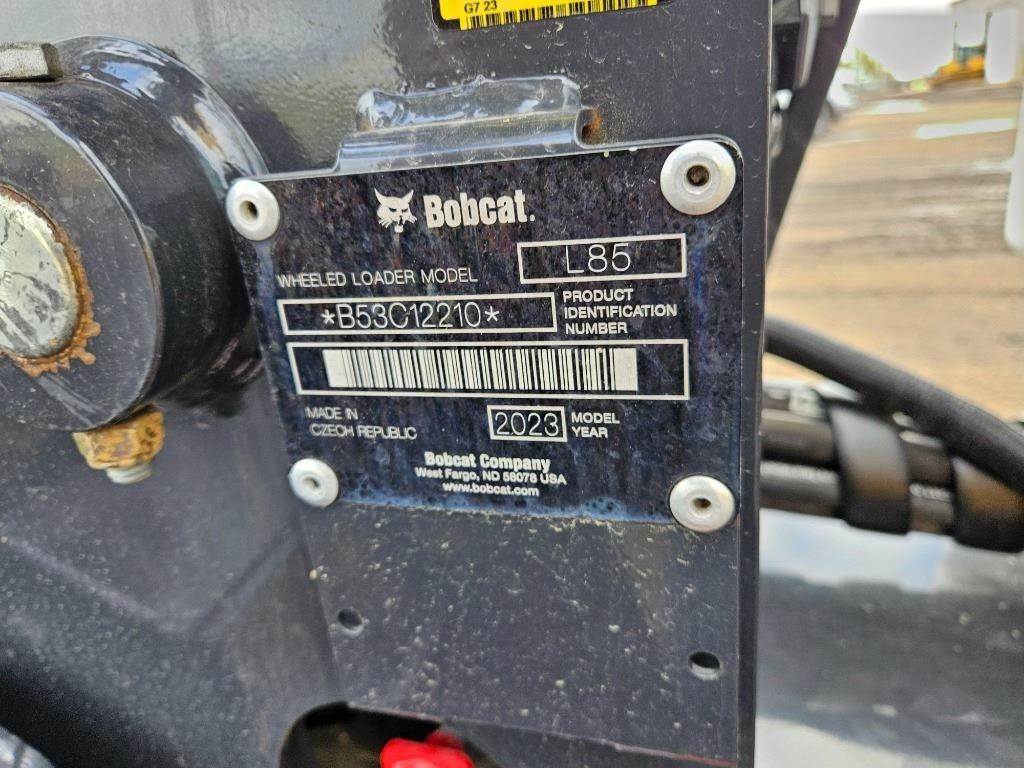 G7 23
Bobcat.
WHEELED LOADER MODEL L85
*B53C12210* PRODUCT IDENTIFICATION NUMBER
MADE IN CZECH REPUBLIC
2023 MODEL YEAR
Bobcat Company
West Fargo, ND 58078 USA
www.bobcat.com